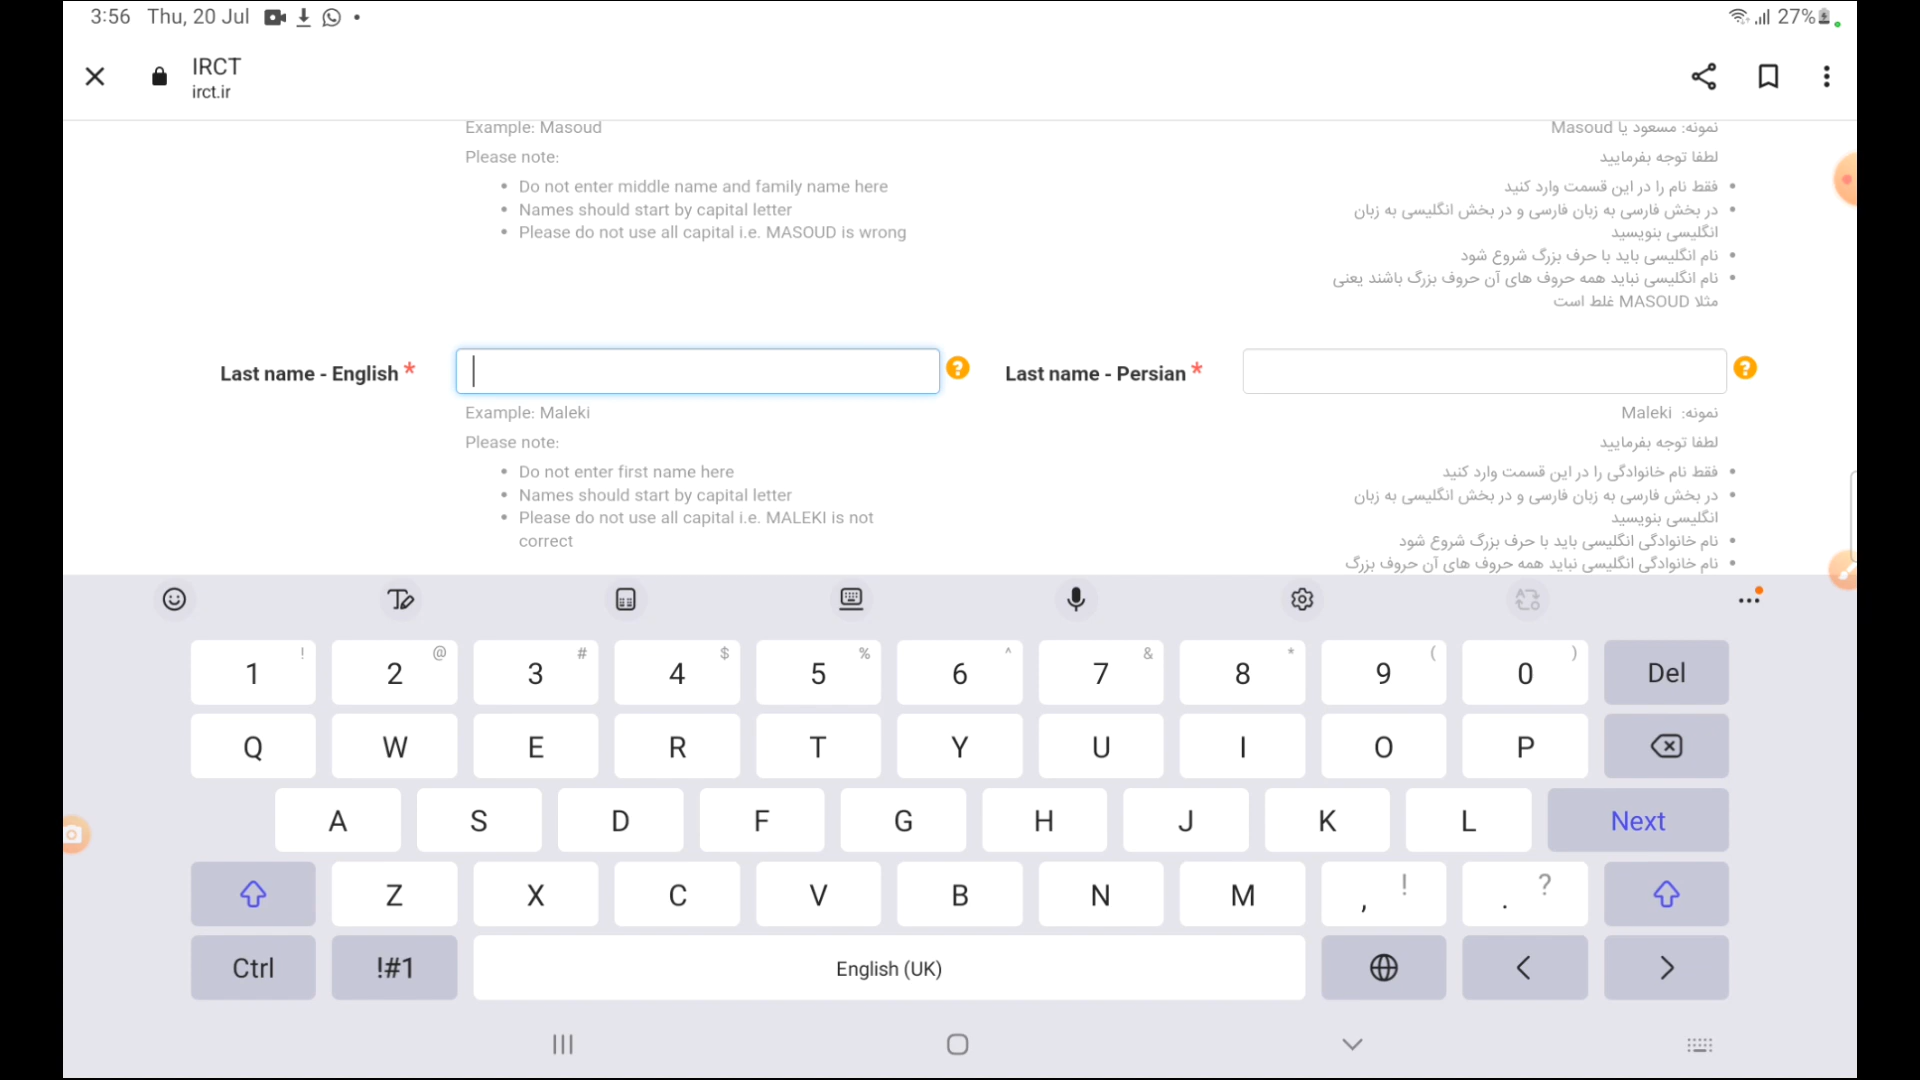 3:56 Thu, 20 Jul
27%
IRCT
irct.ir
Example: Masoud
Please note:
Do not enter middle name and family name here
Names should start by capital letter
Please do not use all capital i.e. MASOUD is wrong
نمونه: مسعود یا Masoud
لطفا توجه بفرمایید
فقط نام را در این قسمت وارد کنید
در بخش فارسی به زبان فارسی و در بخش انگلیسی به زبان
انگلیسی بنویسید
نام انگلیسی باید با حرف بزرگ شروع شود
نام انگلیسی نباید همه حروف های آن حروف بزرگ باشند یعنی
مثلا MASOUD غلط است
Last name - English *
?
Last name - Persian *
?
Example: Maleki
Please note:
Do not enter first name here
Names should start by capital letter
Please do not use all capital i.e. MALEKI is not
correct
نمونه: Maleki
لطفا توجه بفرمایید
فقط نام خانوادگی را در این قسمت وارد کنید
در بخش فارسی به زبان فارسی و در بخش انگلیسی به زبان
انگلیسی بنویسید
نام خانوادگی انگلیسی باید با حرف بزرگ شروع شود
نام خانوادگی انگلیسی نباید همه حروف های آن حروف بزرگ
! @ # $ % ^ & * ( )
1 2 3 4 5 6 7 8 9 0 Del
Q W E R T Y U I O P
A S D F G H J K L Next
Z X C V B N M , ! . ?
Ctrl !#1 English (UK) < >